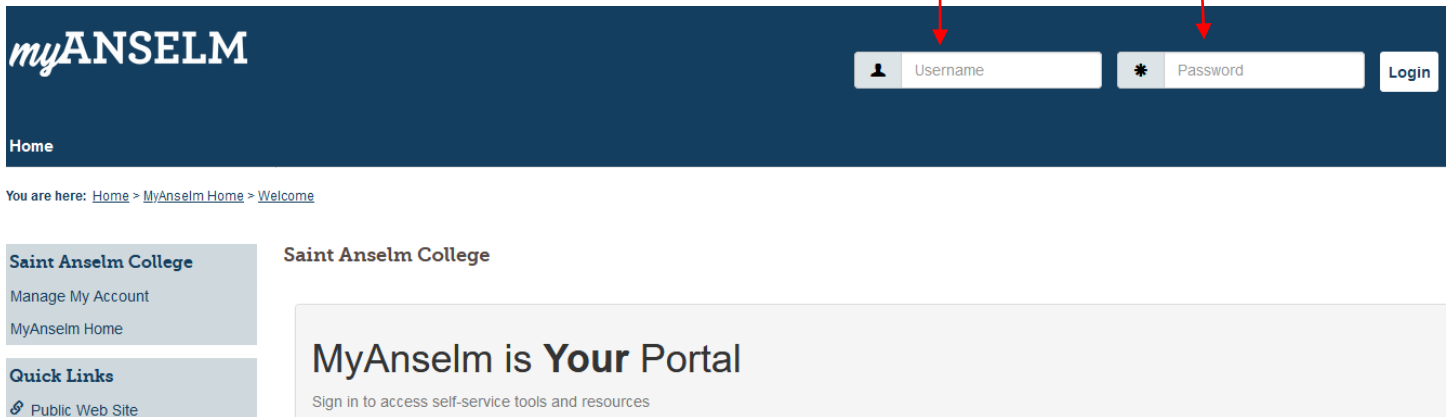 myANSELM
Username
✱ Password
Login
Home
You are here: Home > MyAnselm Home > Welcome
Saint Anselm College
Manage My Account
MyAnselm Home
Quick Links
Public Web Site
Saint Anselm College
MyAnselm is Your Portal
Sign in to access self-service tools and resources